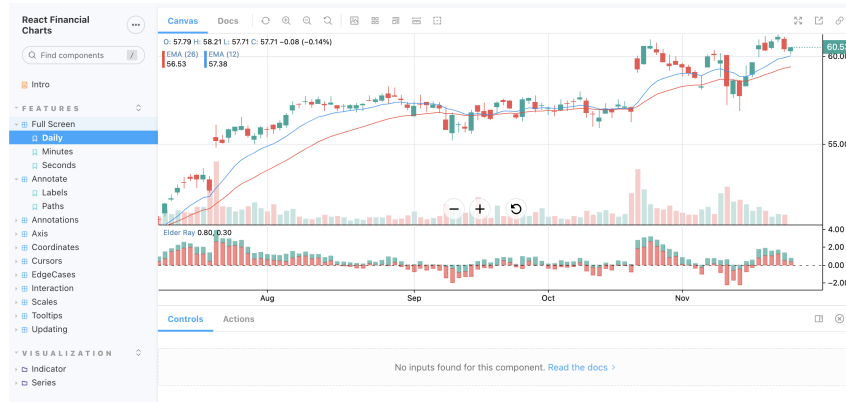 React Financial
Charts
Find components
/
Intro
FEATURES
Full Screen
Daily
Minutes
Seconds
Annotate
Labels
Paths
Annotations
Axis
Coordinates
Cursors
EdgeCases
Interaction
Scales
Tooltips
Updating
VISUALIZATION
Indicator
Series
Canvas Docs
O: 57.79 H: 58.21 L: 57.71 C: 57.71 -0.08 (-0.14%)
EMA (26) EMA (12)
56.53 57.38
60.53
60.00
55.00
Elder Ray 0.80, 0.30
4.00
2.00
0.00
-2.00
Aug Sep Oct Nov
Controls Actions
No inputs found for this component. Read the docs